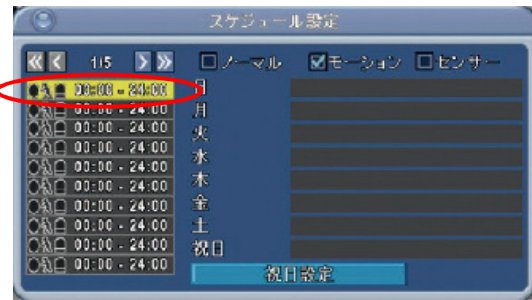 スケジュール設定
« < 1/5 > » ノーマル モーション センサー
00:00 - 24:00 日
00:00 - 24:00 月
00:00 - 24:00 火
00:00 - 24:00 水
00:00 - 24:00 木
00:00 - 24:00 金
00:00 - 24:00 土
00:00 - 24:00 祝日
00:00 - 24:00
00:00 - 24:00
祝日設定